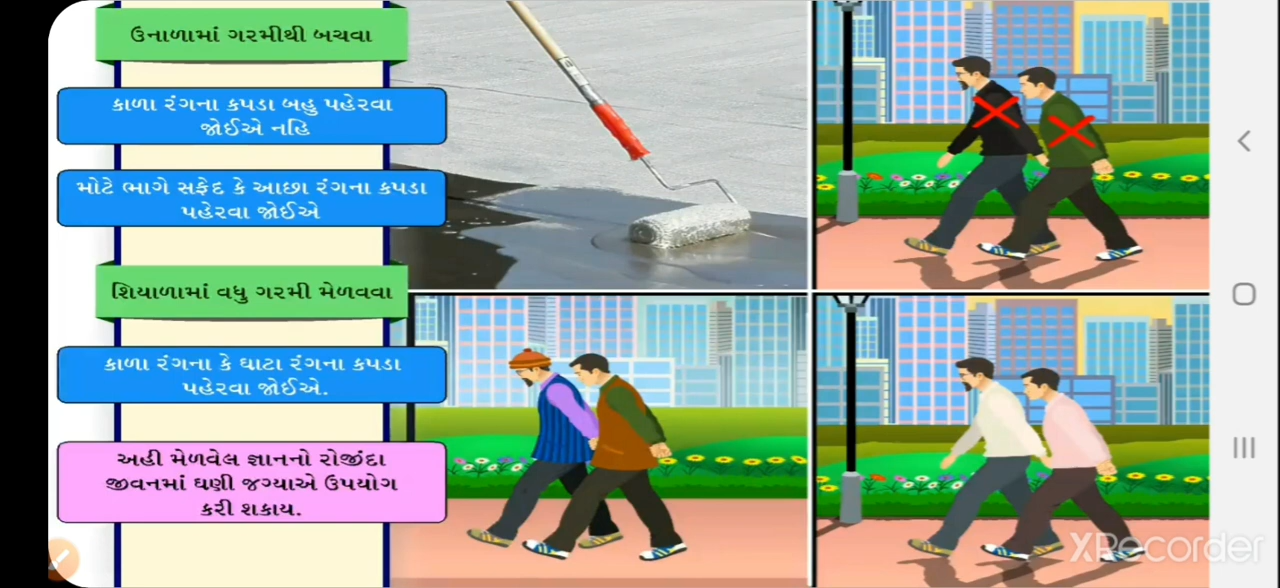 ઉનાળામાં ગરમીથી બચવા
કાળા રંગના કપડા બહુ પહેરવા
જોઈએ નહિ
મોટે ભાગે સફેદ કે આછા રંગના કપડા
પહેરવા જોઈએ
શિયાળામાં વધુ ગરમી મેળવવા
કાળા રંગના કે ઘાટા રંગના કપડા
પહેરવા જોઈએ.
અહી મેળવેલ જ્ઞાનનો રોજીંદા
જીવનમાં ઘણી જગ્યાએ ઉપયોગ
કરી શકાય.
XRecorder